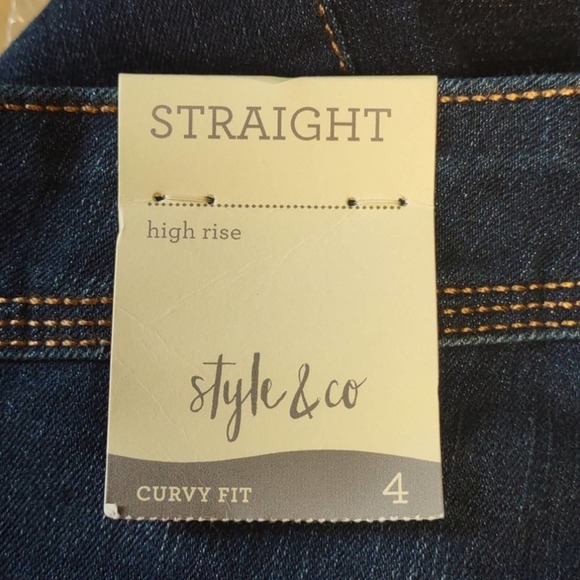 STRAIGHT
high rise
style & co
CURVY FIT 4